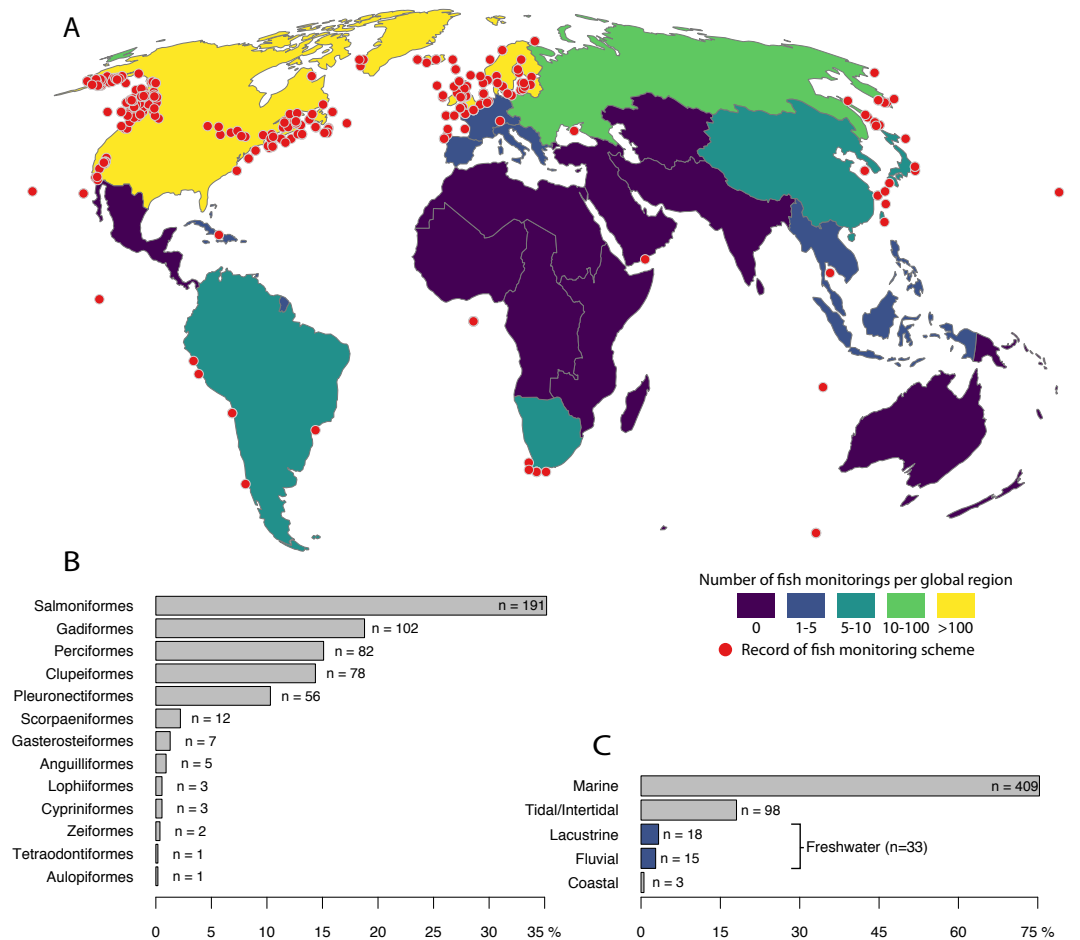 A
B
Salmoniformes n = 191
Gadiformes n = 102
Perciformes n = 82
Clupeiformes n = 78
Pleuronectiformes n = 56
Scorpaeniformes n = 12
Gasterosteiformes n = 7
Anguilliformes n = 5
Lophiiformes n = 3
Cypriniformes n = 3
Zeiformes n = 2
Tetraodontiformes n = 1
Aulopiformes n = 1
0 5 10 15 20 25 30 35 %
Number of fish monitorings per global region
0 1-5 5-10 10-100 >100
Record of fish monitoring scheme
C
Marine n = 409
Tidal/Intertidal n = 98
Lacustrine n = 18
Freshwater (n=33)
Fluvial n = 15
Coastal n = 3
0 15 30 45 60 75 %